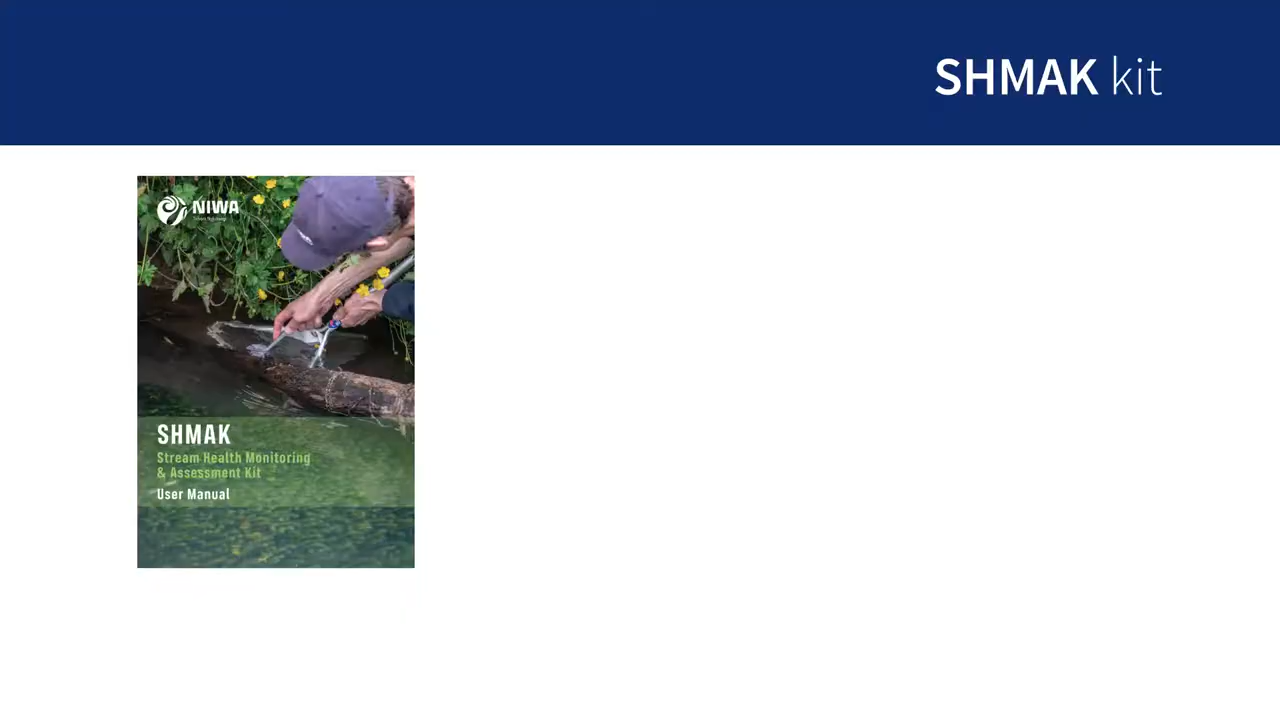 SHMAK kit
NIWA
SHMAK
Stream Health Monitoring
& Assessment Kit
User Manual